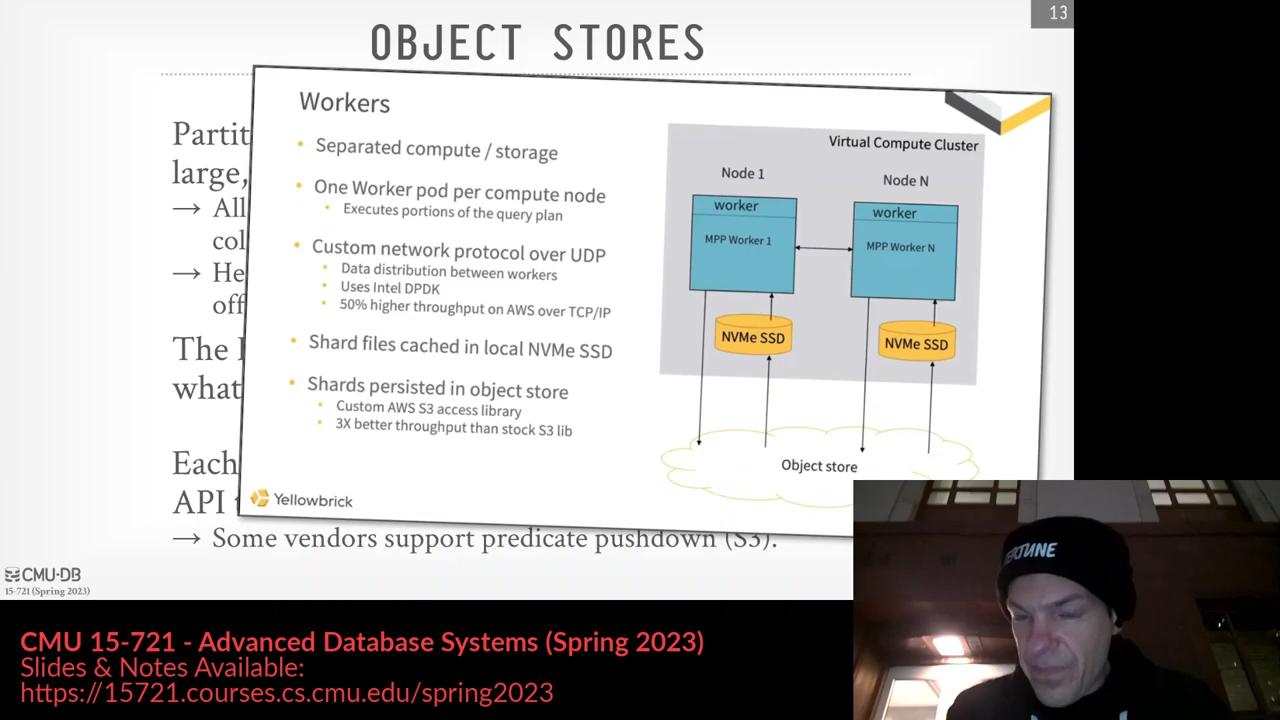 13
OBJECT STORES
Partit
large,
→ All
col
→ He
off
The
what
Each
API
→ Some vendors support predicate pushdown (S3).
Workers
• Separated compute / storage
• One Worker pod per compute node
• Executes portions of the query plan
• Custom network protocol over UDP
• Data distribution between workers
• Uses Intel DPDK
• 50% higher throughput on AWS over TCP/IP
• Shard files cached in local NVMe SSD
• Shards persisted in object store
• Custom AWS S3 access library
• 3X better throughput than stock S3 lib
Yellowbrick
Virtual Compute Cluster
Node 1
Node N
worker
worker
MPP Worker 1
MPP Worker N
NVMe SSD
NVMe SSD
Object store
CMU·DB
15-721 (Spring 2023)
CMU 15-721 - Advanced Database Systems (Spring 2023)
Slides & Notes Available:
https://15721.courses.cs.cmu.edu/spring2023